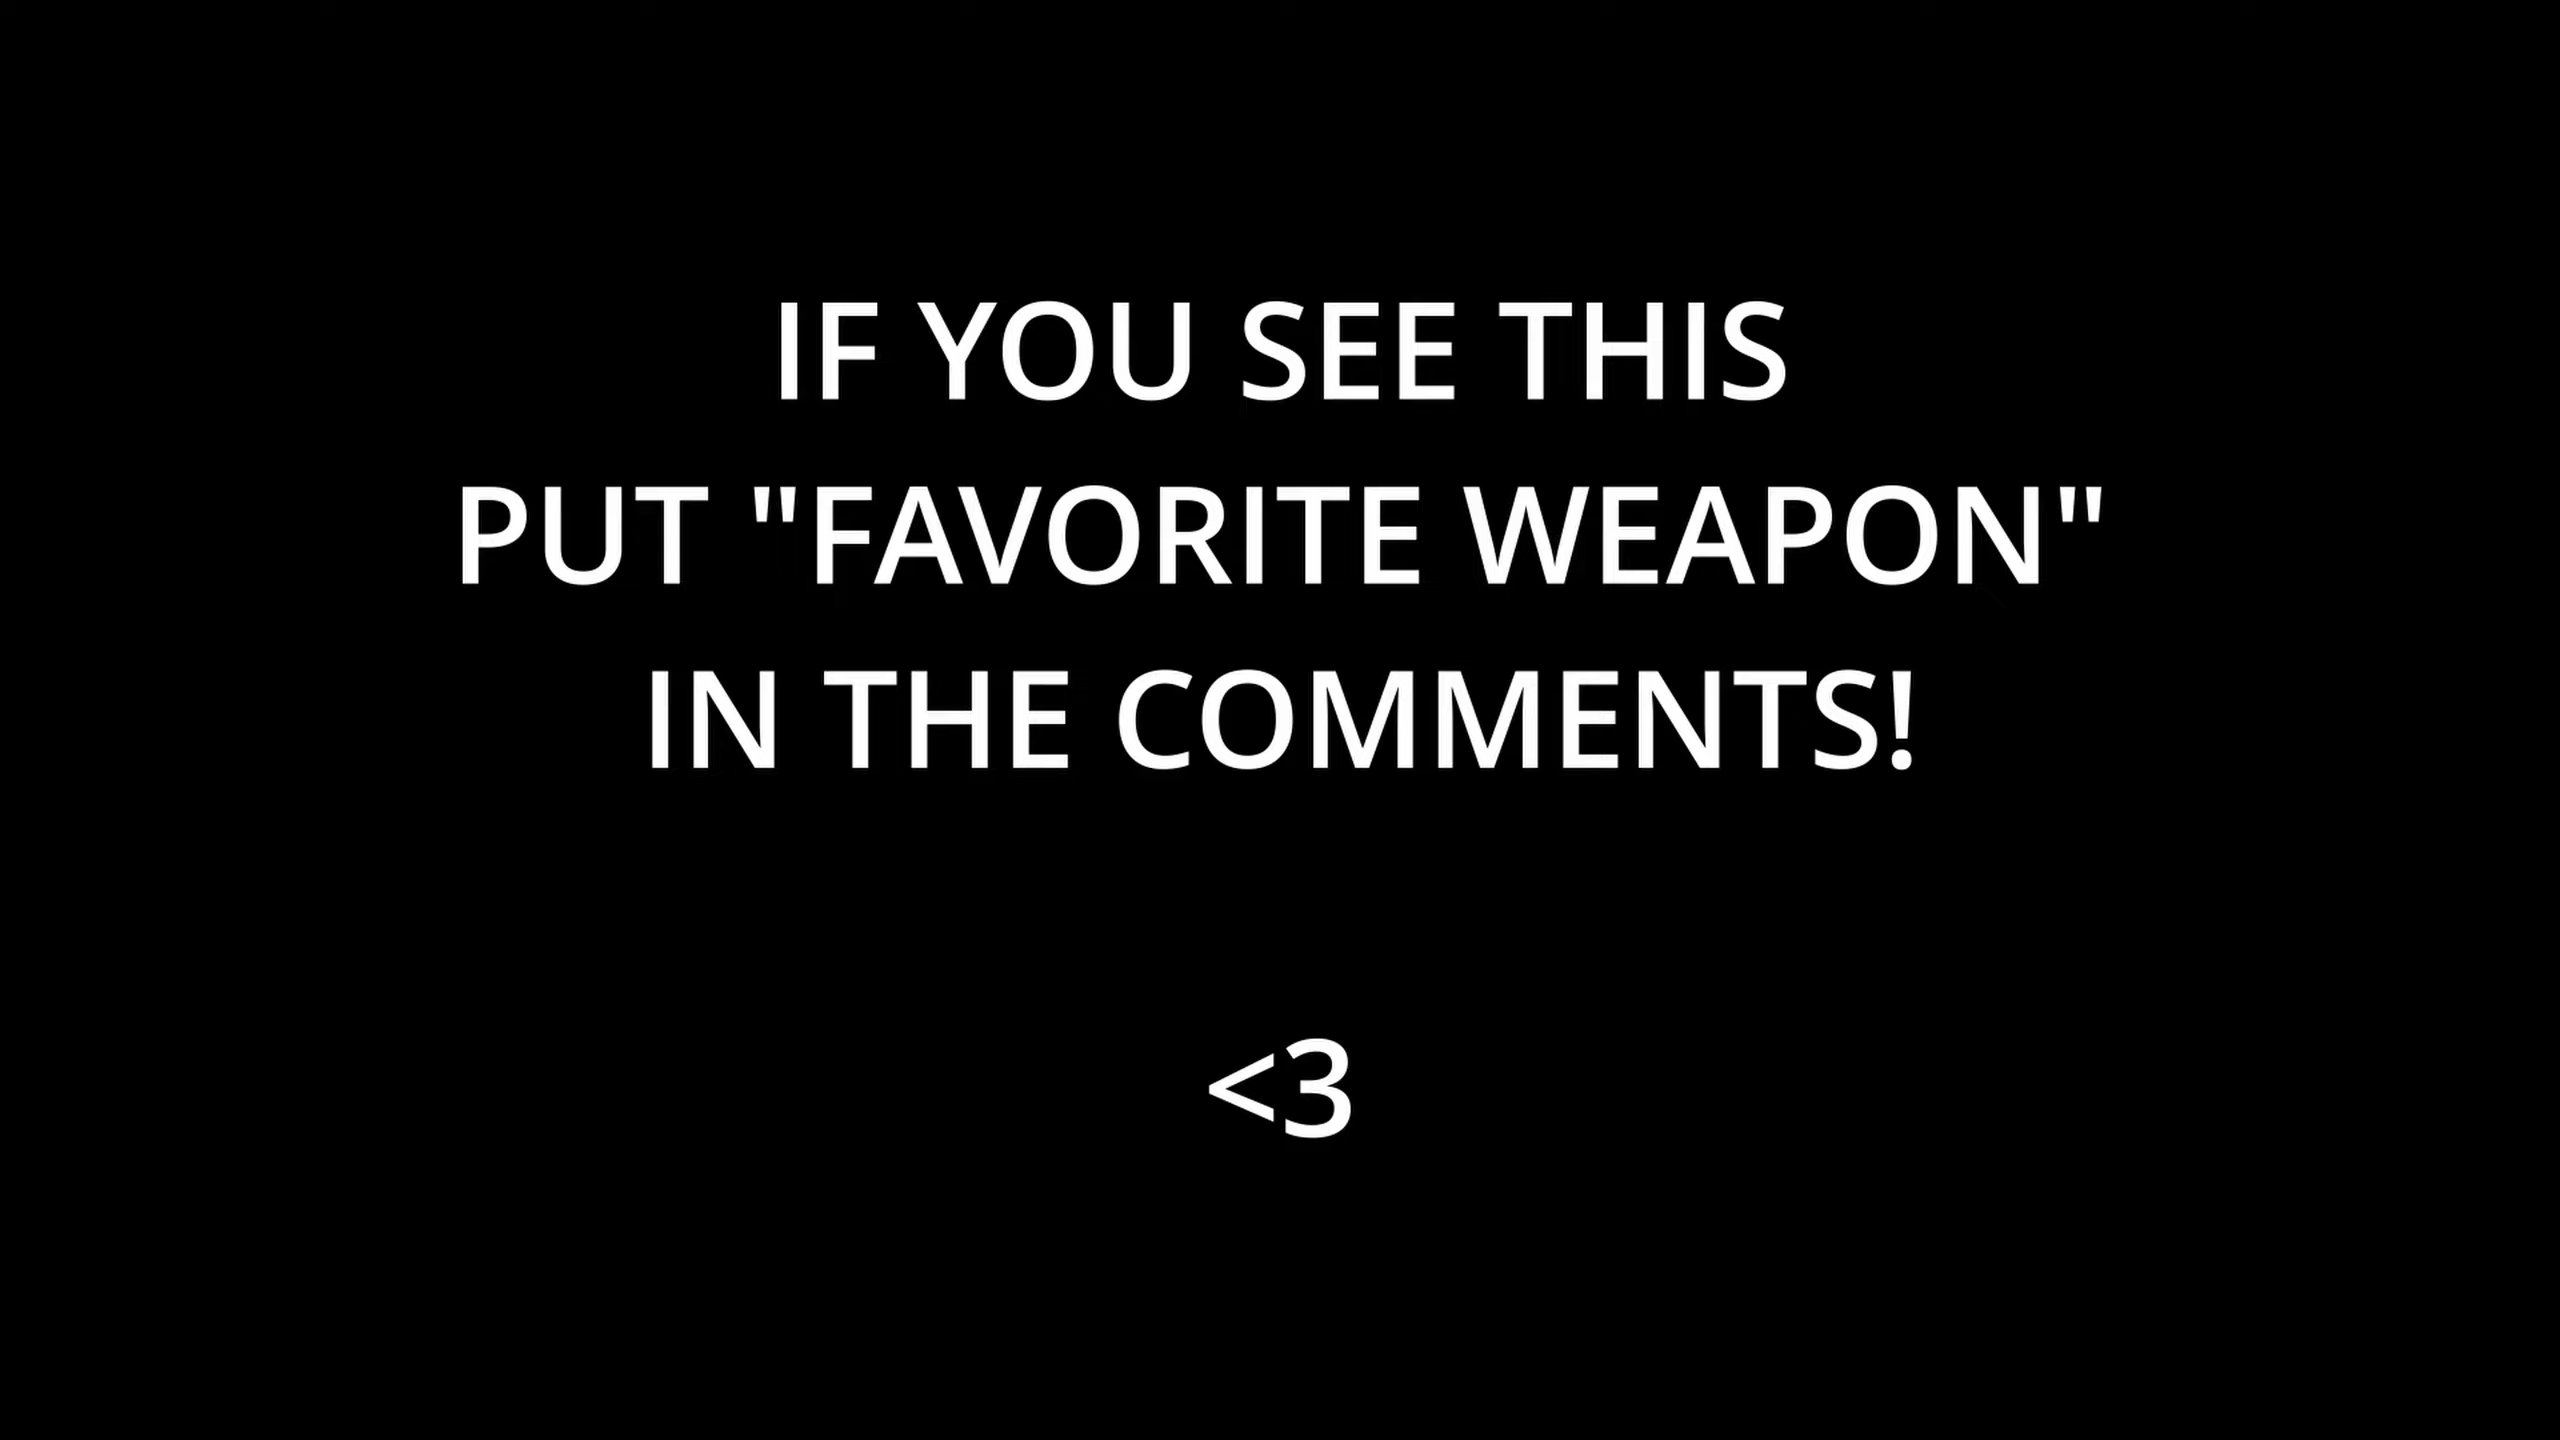 IF YOU SEE THIS
PUT "FAVORITE WEAPON"
IN THE COMMENTS!
<3